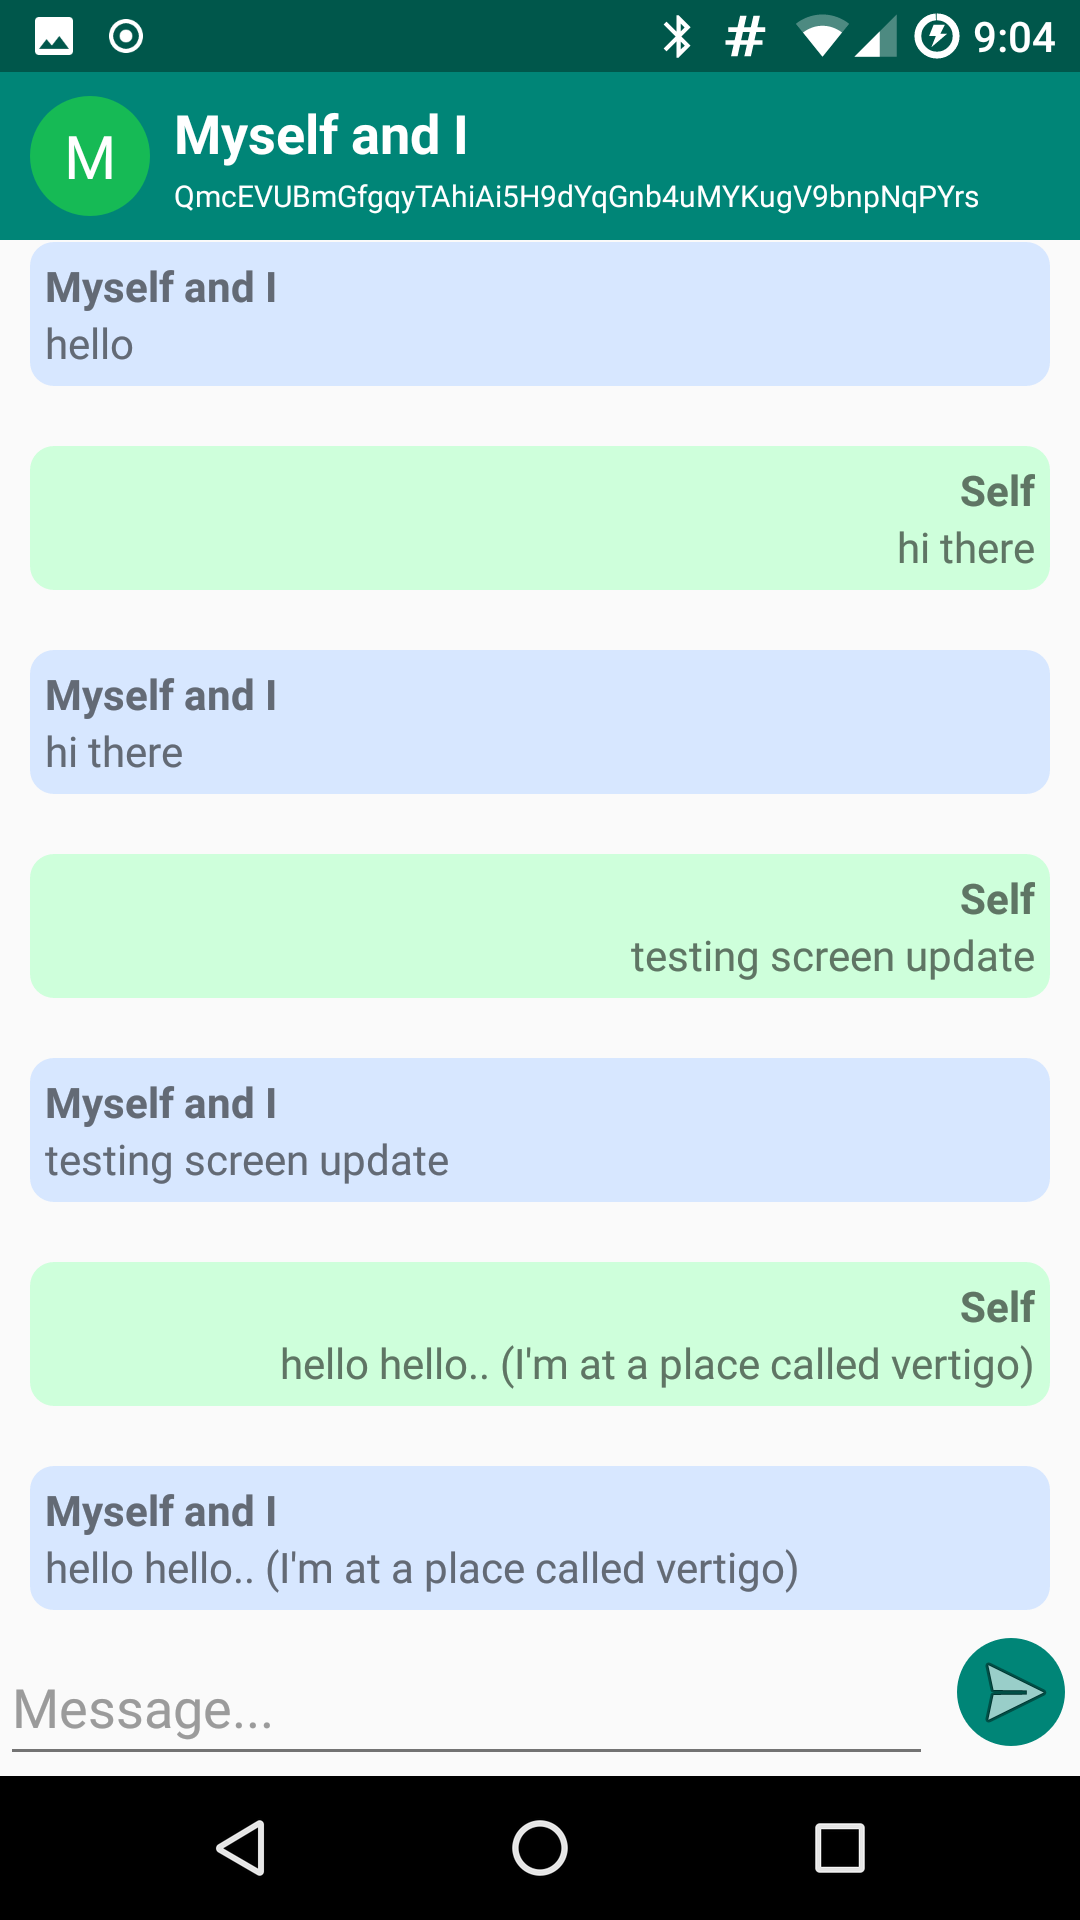 # 9:04
M
Myself and I
QmcEVUBmGfgqyTAhiAi5H9dYqGnb4uMYKugV9bnpNqPYrs
Myself and I
hello
Self
hi there
Myself and I
hi there
Self
testing screen update
Myself and I
testing screen update
Self
hello hello.. (I'm at a place called vertigo)
Myself and I
hello hello.. (I'm at a place called vertigo)
Message...